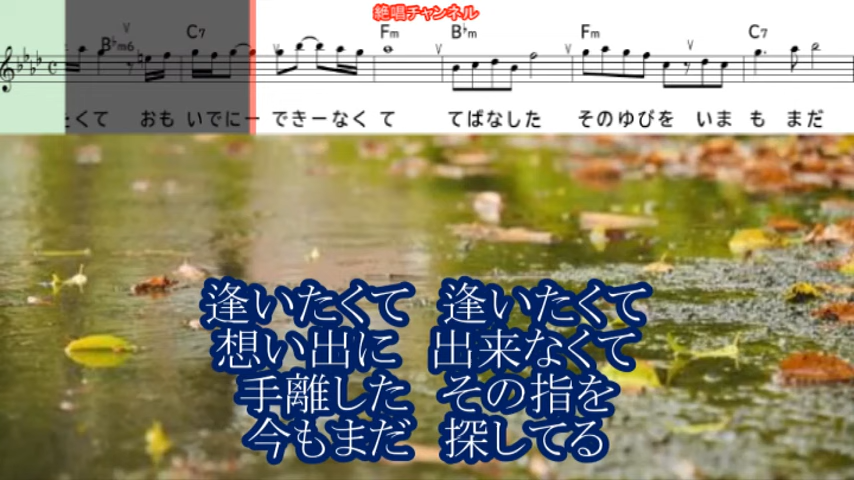 絶唱チャンネル
B♭m6 C7 Fm B♭m Fm C7
くて おも いでにー できーなく て てばなした そのゆびを いま も まだ
逢いたくて 逢いたくて
想い出に 出来なくて
手離した その指を
今もまだ 探してる